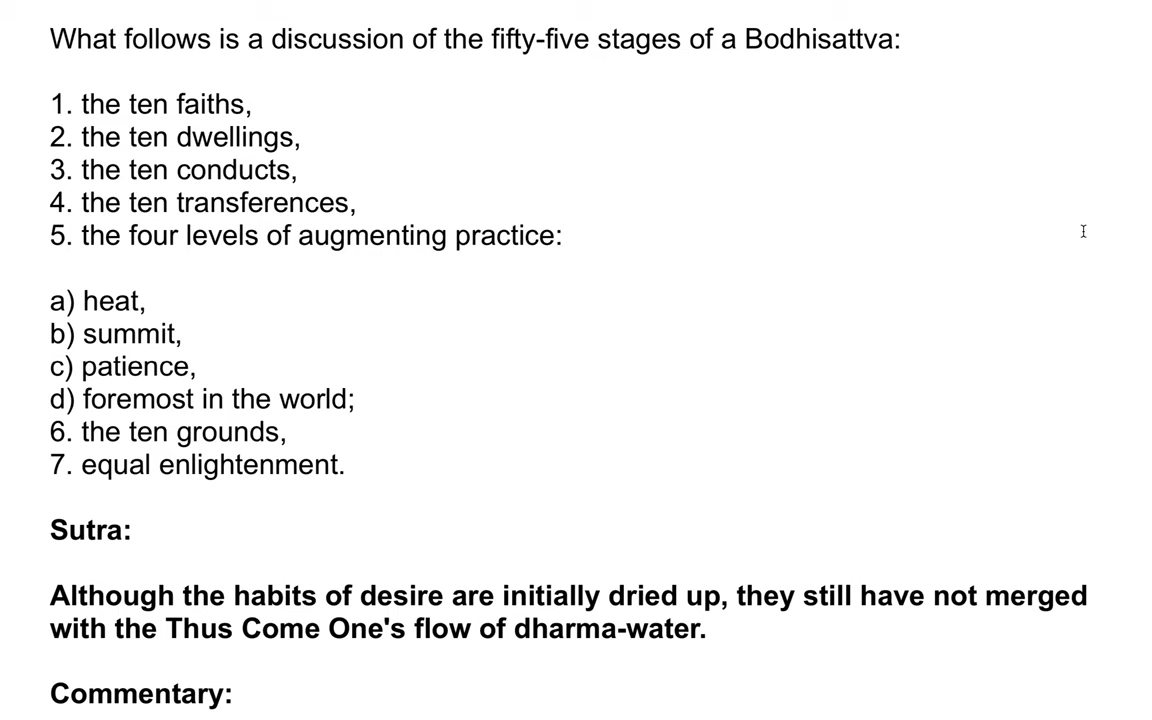 What follows is a discussion of the fifty-five stages of a Bodhisattva:
1. the ten faiths,
2. the ten dwellings,
3. the ten conducts,
4. the ten transferences,
5. the four levels of augmenting practice:
a) heat,
b) summit,
c) patience,
d) foremost in the world;
6. the ten grounds,
7. equal enlightenment.
Sutra:
Although the habits of desire are initially dried up, they still have not merged
with the Thus Come One's flow of dharma-water.
Commentary: